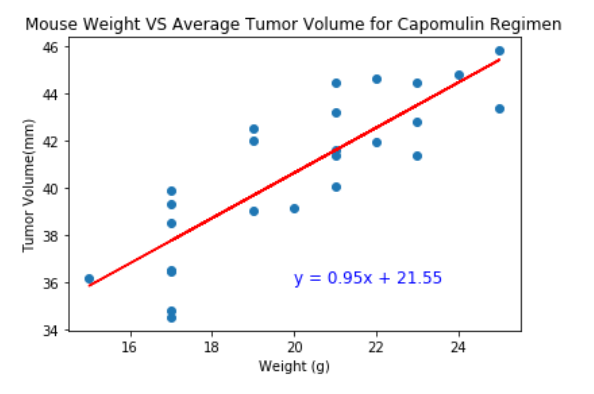 Mouse Weight VS Average Tumor Volume for Capomulin Regimen
46
44
42
40
38
36
34
Tumor Volume(mm)
y = 0.95x + 21.55
16 18 20 22 24
Weight (g)